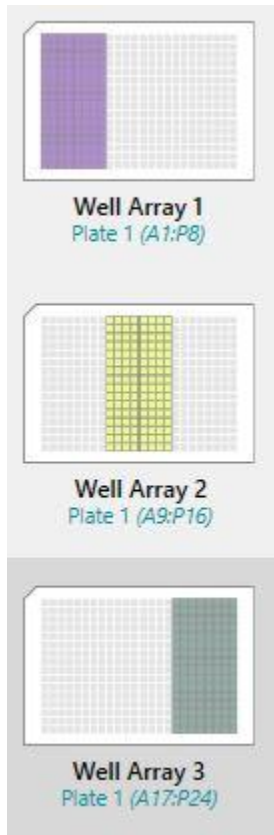 Well Array 1
Plate 1 (A1:P8)
Well Array 2
Plate 1 (A9:P16)
Well Array 3
Plate 1 (A17:P24)